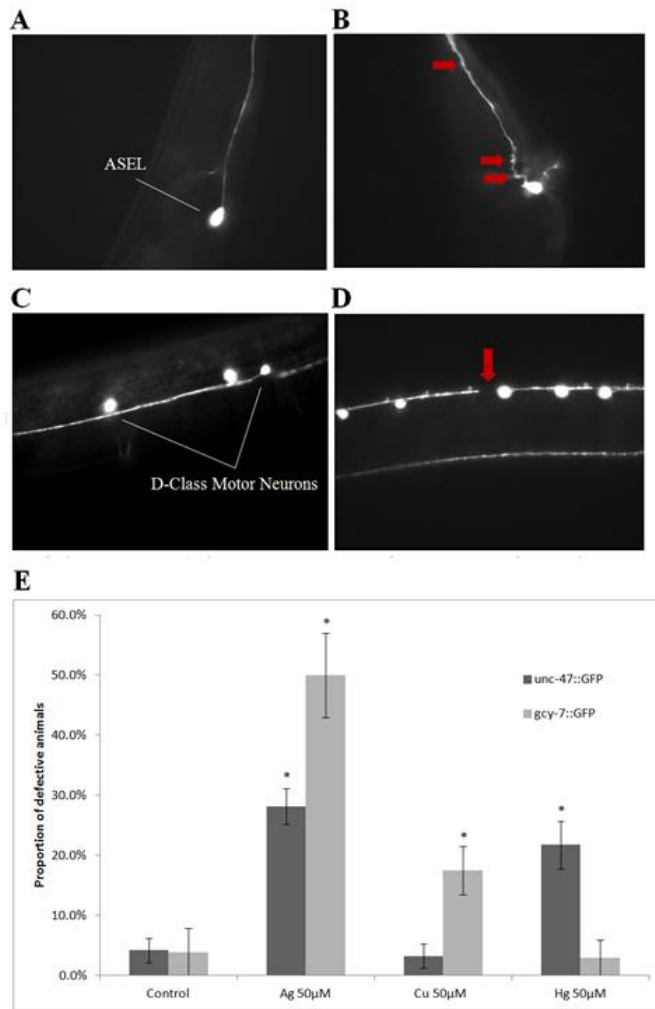 A
B
ASEL
C
D
D-Class Motor Neurons
E
60.0%
50.0%
40.0%
30.0%
20.0%
10.0%
0.0%
Proportion of defective animals
*
*
*
*
unc-47::GFP
gcy-7::GFP
Control
Ag 50µM
Cu 50µM
Hg 50µM